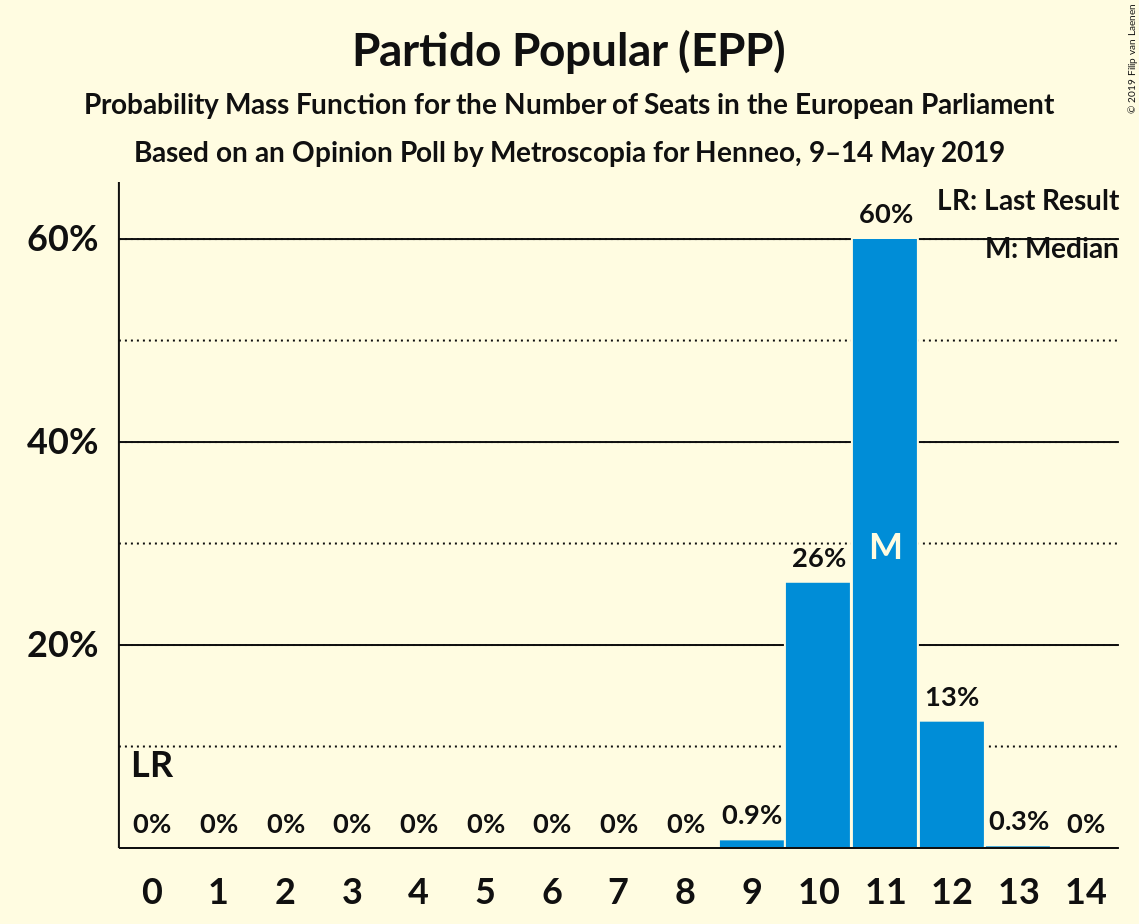 Partido Popular (EPP)
Probability Mass Function for the Number of Seats in the European Parliament
Based on an Opinion Poll by Metroscopia for Henneo, 9–14 May 2019
© 2019 Filip van Laenen
LR: Last Result
M: Median
60%
40%
20%
60%
26%
M
13%
LR
0% 0% 0% 0% 0% 0% 0% 0% 0% 0.9% 0.3% 0%
0 1 2 3 4 5 6 7 8 9 10 11 12 13 14